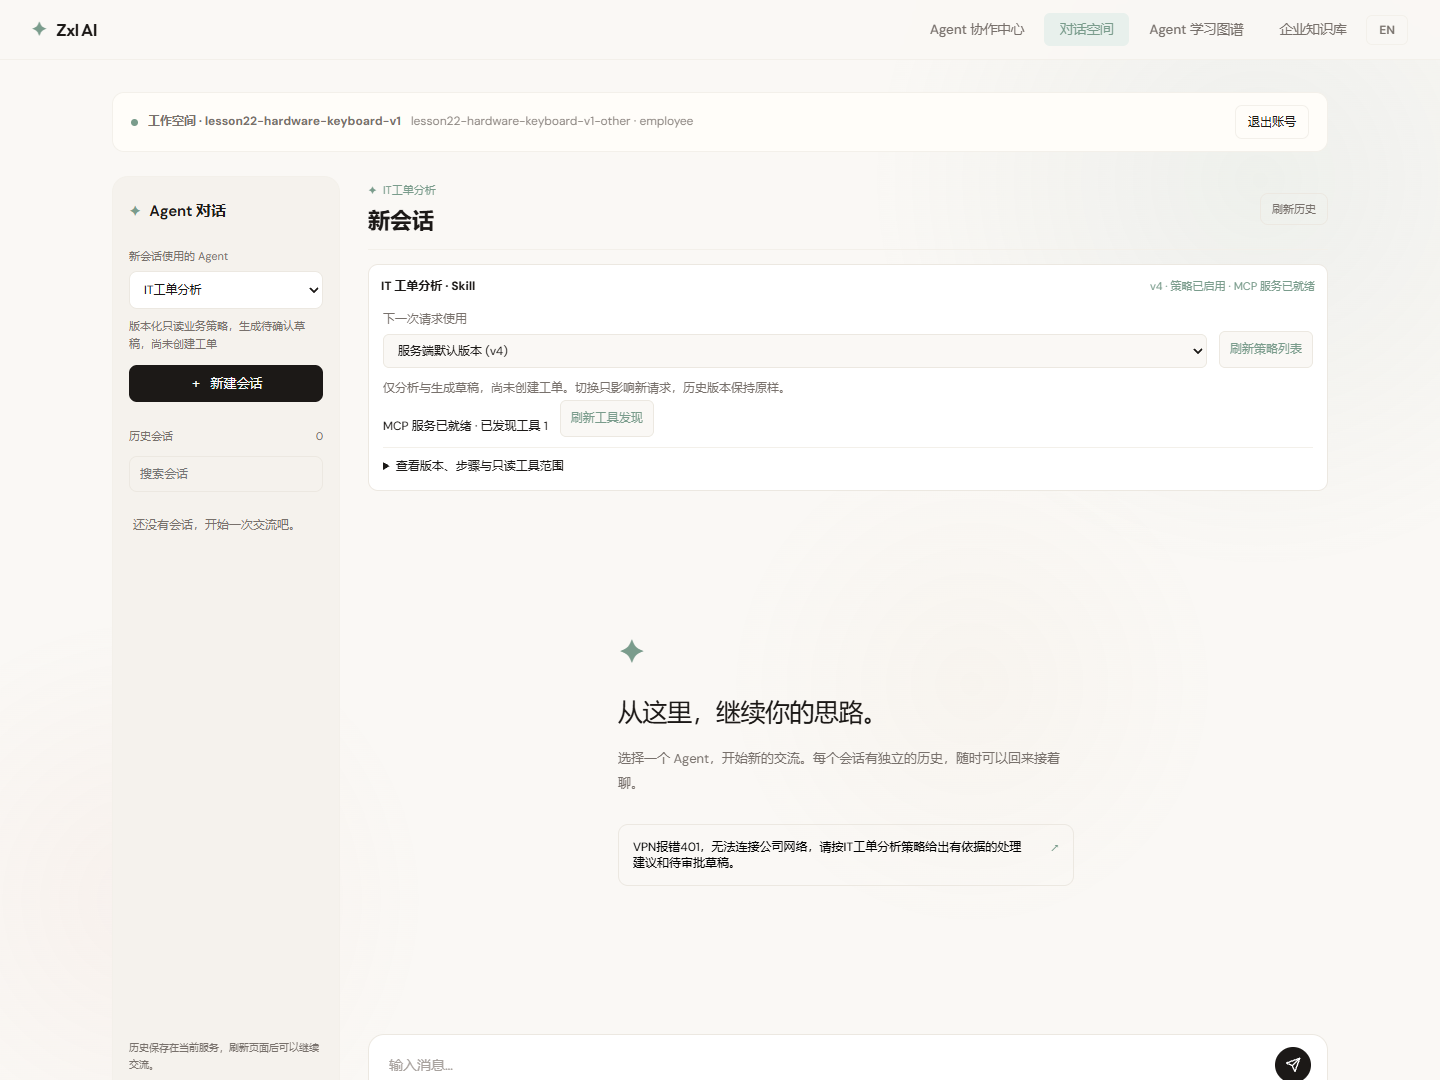 Zxl AI
Agent 协作中心
对话空间
Agent 学习图谱
企业知识库
EN
工作空间 · lesson22-hardware-keyboard-v1 lesson22-hardware-keyboard-v1-other · employee
退出账号
Agent 对话
新会话使用的 Agent
IT工单分析
版本化只读业务策略，生成待确认草
稿，尚未创建工单
+ 新建会话
历史会话 0
搜索会话
还没有会话，开始一次交流吧。
历史保存在当前服务，刷新页面后可以继续
交流。
IT工单分析
新会话
刷新历史
IT 工单分析 · Skill
v4 · 策略已启用 · MCP 服务已就绪
下一次请求使用
服务端默认版本 (v4)
刷新策略列表
仅分析与生成草稿，尚未创建工单。切换只影响新请求，历史版本保持原样。
MCP 服务已就绪 · 已发现工具 1
刷新工具发现
查看版本、步骤与只读工具范围
从这里，继续你的思路。
选择一个 Agent，开始新的交流。每个会话有独立的历史，随时可以回来接着
聊。
VPN报错401，无法连接公司网络，请按IT工单分析策略给出有依据的处理
建议和待审批草稿。
输入消息...